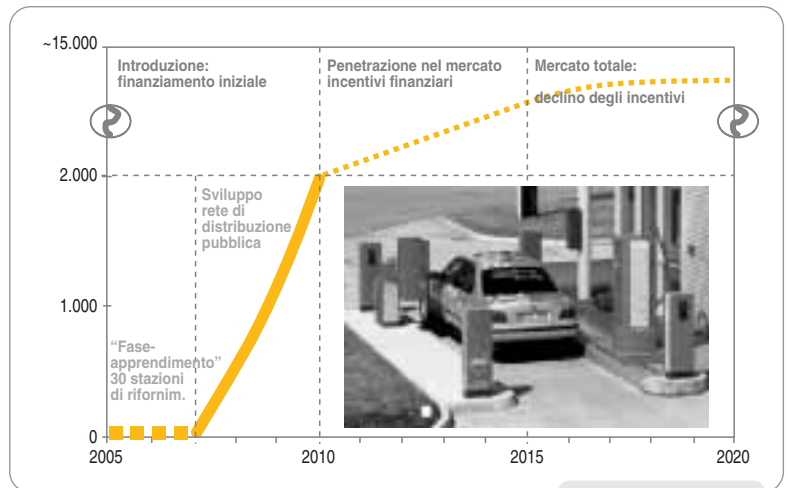 ~15.000
Introduzione:
finanziamento iniziale
Penetrazione nel mercato
incentivi finanziari
Mercato totale:
declino degli incentivi
2.000
Sviluppo
rete di
distribuzione
pubblica
1.000
“Fase-
apprendimento”
30 stazioni
di rifornim.
0
2005
2010
2015
2020